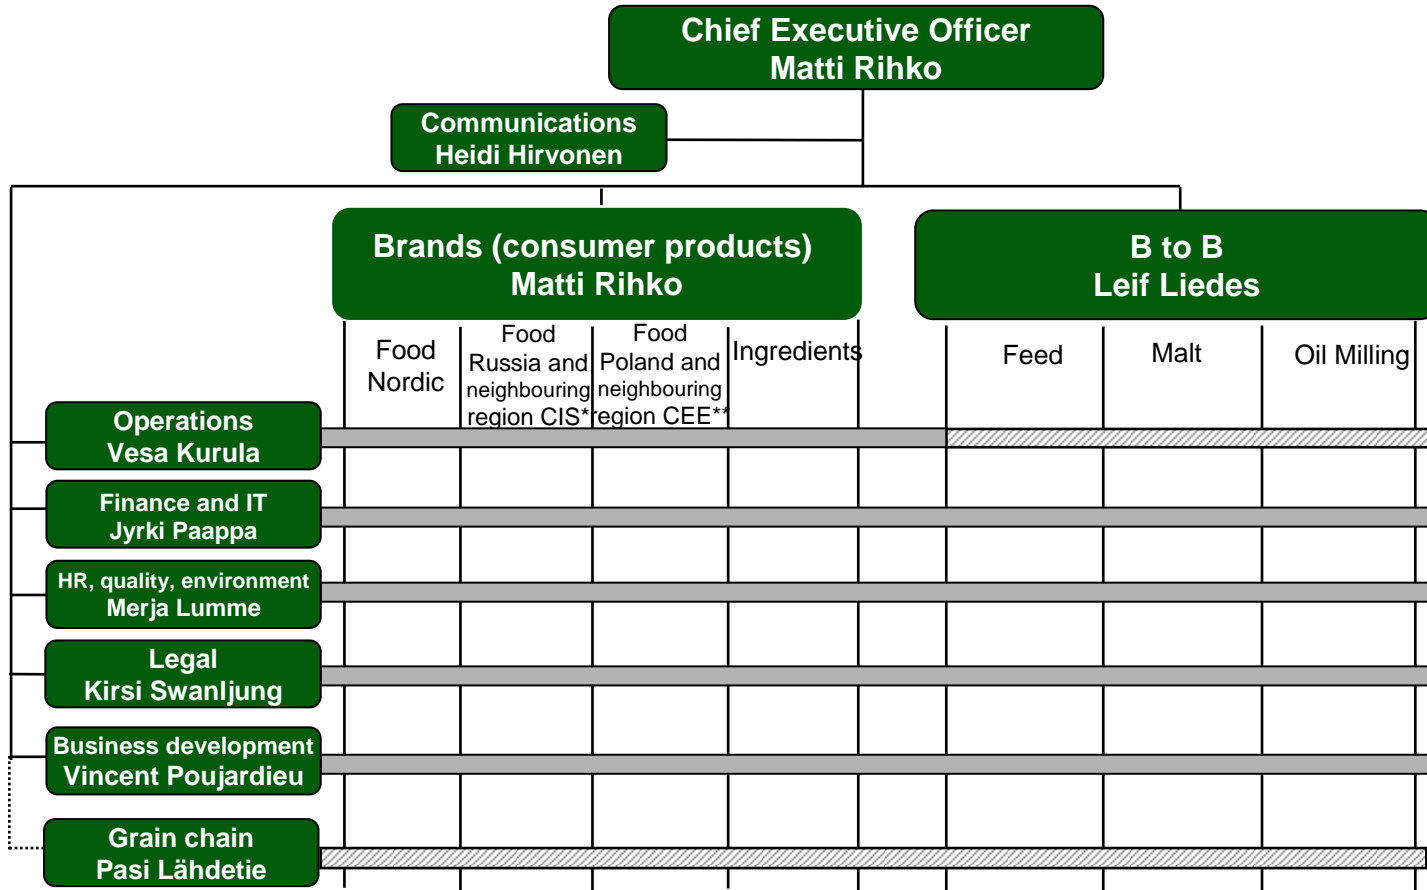 Chief Executive Officer
Matti Rihko
Communications
Heidi Hirvonen
Brands (consumer products)
Matti Rihko
B to B
Leif Liedes
Food
Nordic
Food
Russia and
neighbouring
region CIS*
Food
Poland and
neighbouring
region CEE**
Ingredients
Feed
Malt
Oil Milling
Operations
Vesa Kurula
Finance and IT
Jyrki Paappa
HR, quality, environment
Merja Lumme
Legal
Kirsi Swanljung
Business development
Vincent Poujardieu
Grain chain
Pasi Lähdetie